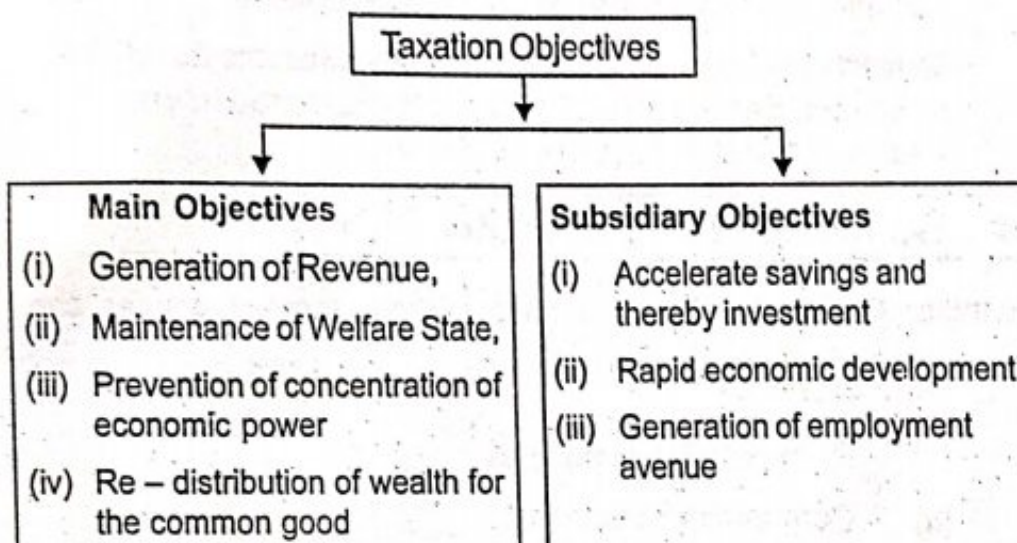 Taxation Objectives
Main Objectives
(i) Generation of Revenue,
(ii) Maintenance of Welfare State,
(iii) Prevention of concentration of
economic power
(iv) Re – distribution of wealth for
the common good
Subsidiary Objectives
(i) Accelerate savings and
thereby investment
(ii) Rapid economic development
(iii) Generation of employment
avenue